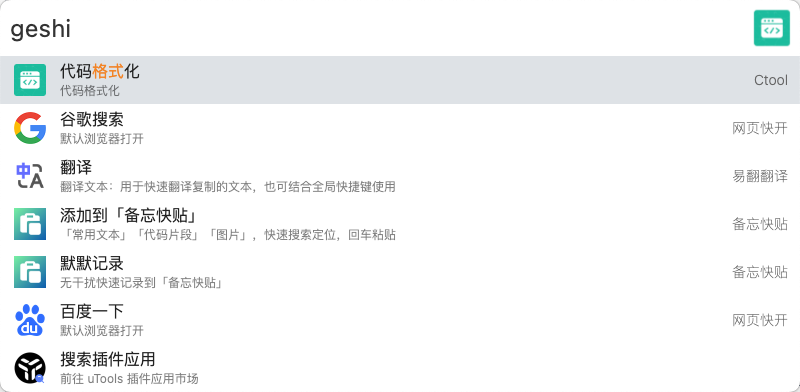 geshi
代码格式化
代码格式化
Ctool
谷歌搜索
默认浏览器打开
网页快开
翻译
翻译文本：用于快速翻译复制的文本，也可结合全局快捷键使用
易翻翻译
添加到「备忘快贴」
「常用文本」「代码片段」「图片」，快速搜索定位，回车粘贴
备忘快贴
默默记录
无干扰快速记录到「备忘快贴」
备忘快贴
百度一下
默认浏览器打开
网页快开
搜索插件应用
前往 uTools 插件应用市场